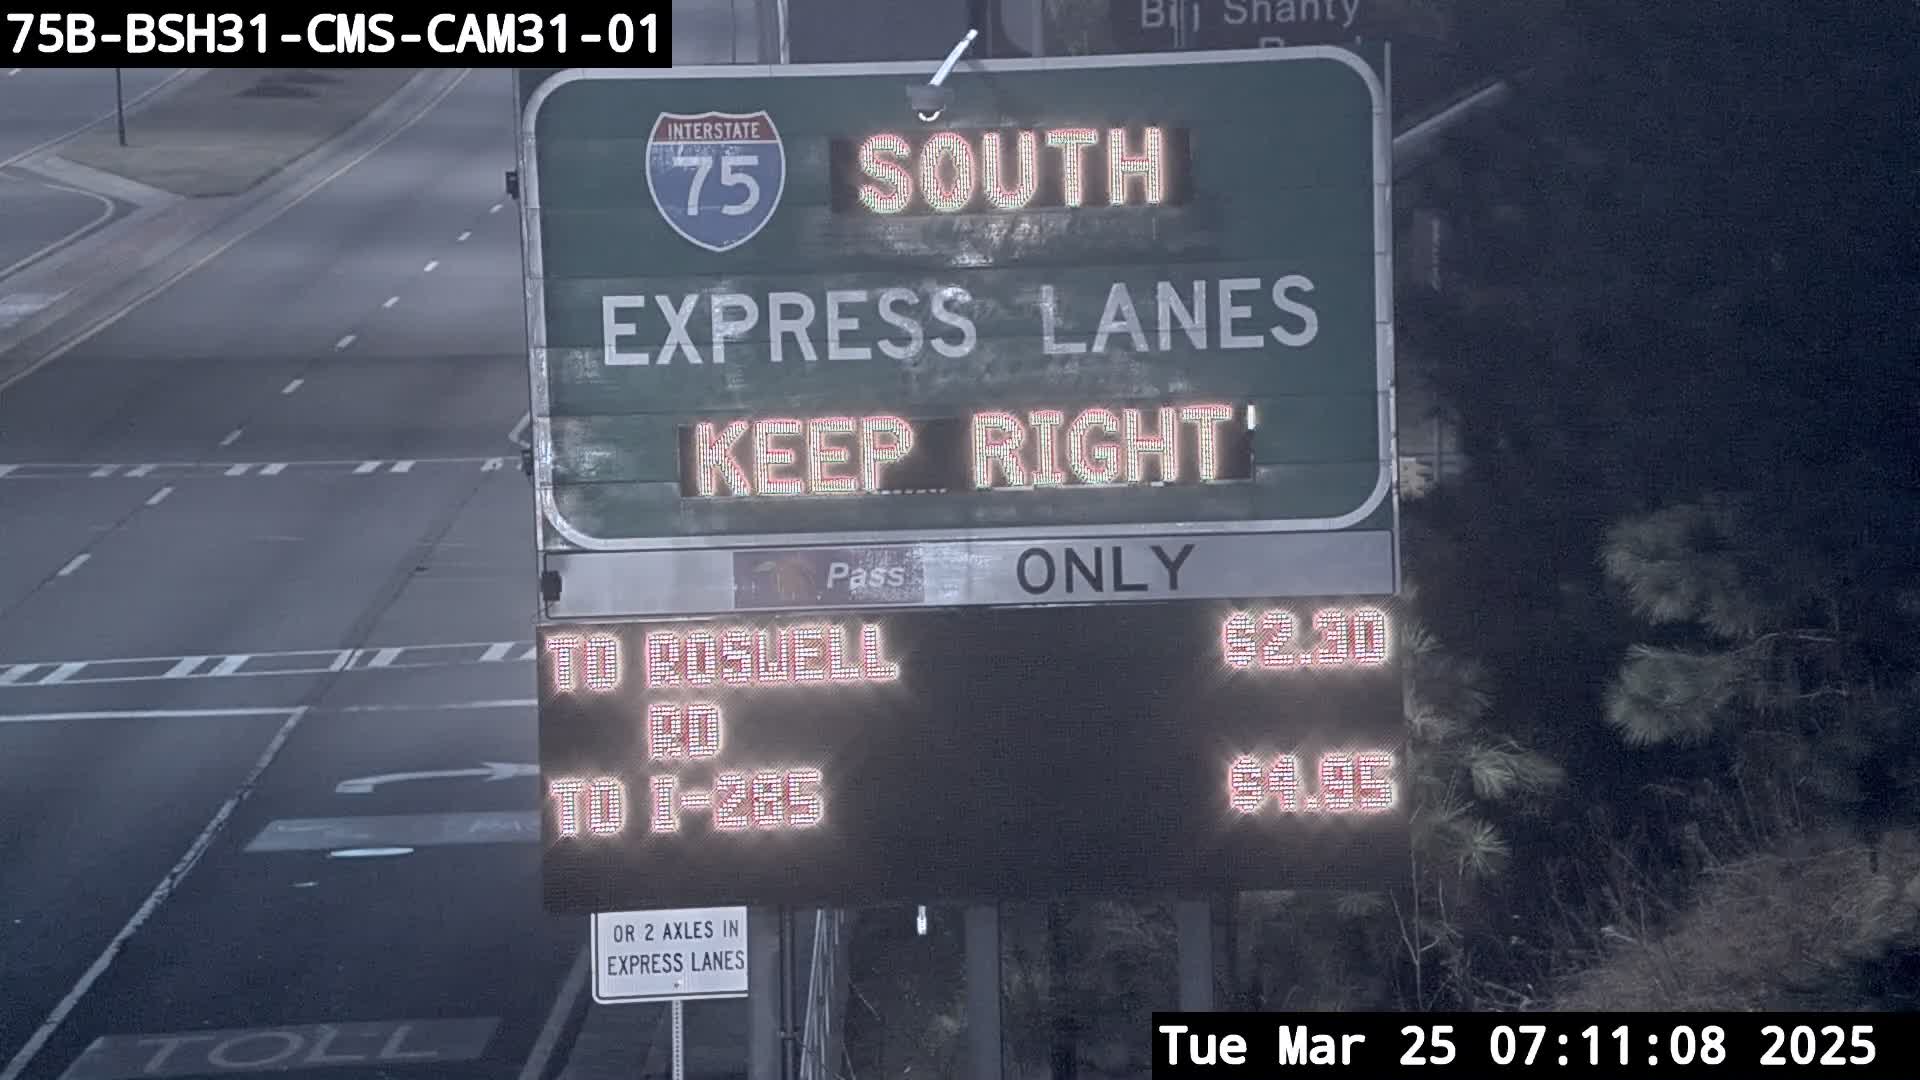 75B-BSH31-CMS-CAM31-01
Shanty
INTERSTATE
75
SOUTH
EXPRESS LANES
KEEP RIGHT
Pass ONLY
TO ROSWELL $2.30
RD
TO I-285 $4.95
OR 2 AXLES IN
EXPRESS LANES
TOLL
Tue Mar 25 07:11:08 2025